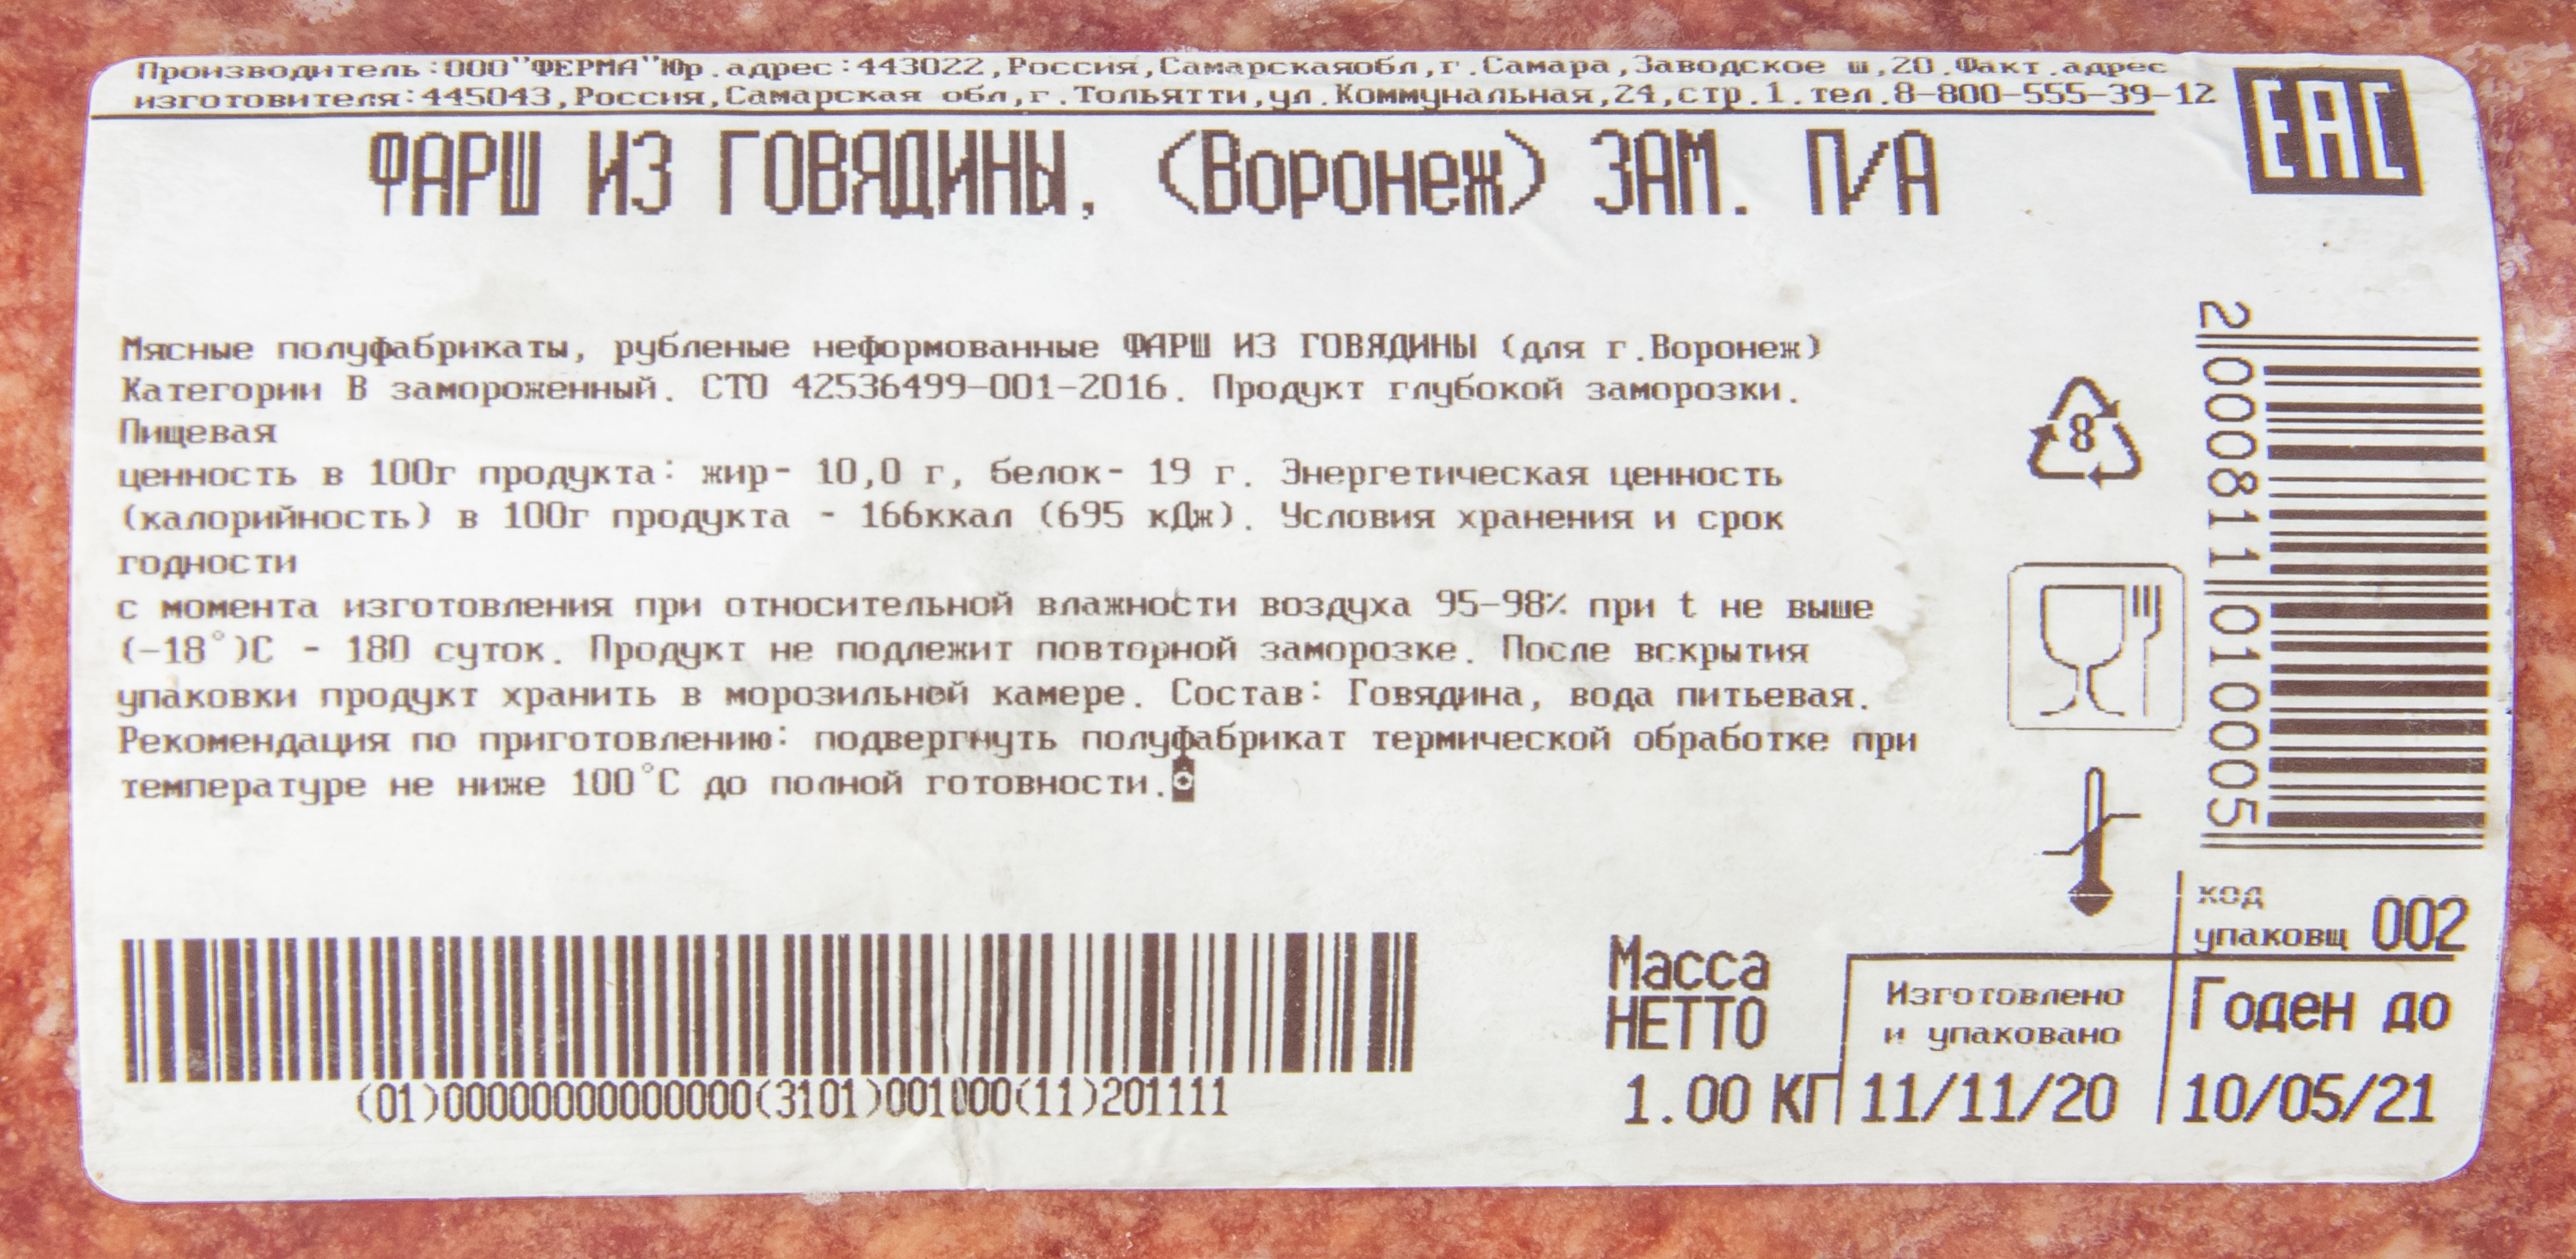 Производитель:ООО"ФЕРМА"Юр.адрес:443022,Россия,Самарскаяобл,г.Самара,Заводское ш,20.Факт.адрес
изготовителя:445043,Россия,Самарская обл,г.Тольятти,ул.Коммунальная,24,стр.1.тел.8-800-555-39-12
EAC
ФАРШ ИЗ ГОВЯДИНЫ, (Воронеж) ЗАМ. П/А
Мясные полуфабрикаты, рубленые неформованные ФАРШ ИЗ ГОВЯДИНЫ (для г.Воронеж)
Категории В замороженный. СТО 42536499-001-2016. Продукт глубокой заморозки.
Пищевая
ценность в 100г продукта: жир- 10,0 г, белок- 19 г. Энергетическая ценность
(калорийность) в 100г продукта - 166ккал (695 кДж). Условия хранения и срок
годности
с момента изготовления при относительной влажности воздуха 95-98% при t не выше
(-18°)С - 180 суток. Продукт не подлежит повторной заморозке. После вскрытия
упаковки продукт хранить в морозильной камере. Состав: Говядина, вода питьевая.
Рекомендация по приготовлению: подвергнуть полуфабрикат термической обработке при
температуре не ниже 100°С до полной готовности.
8
2 000811 010005
код
упаковщ 002
(01)00000000000000(3101)001000(11)201111
Масса
НЕТТО
1.00 КГ
Изготовлено
и упаковано
11/11/20
Годен до
10/05/21